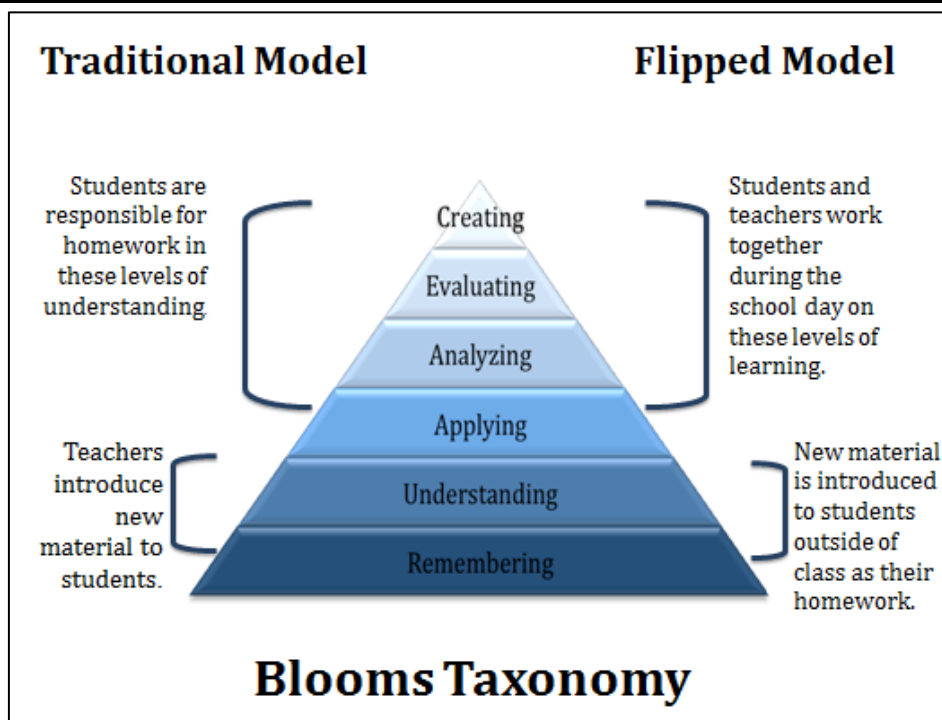 Traditional Model
Flipped Model
Students are
responsible for
homework in
these levels of
understanding
Teachers
introduce
new
material to
students.
Creating
Evaluating
Analyzing
Applying
Understanding
Remembering
Students and
teachers work
together
during the
school day on
these levels of
learning.
New material
is introduced
to students
outside of
class as their
homework.
Blooms Taxonomy